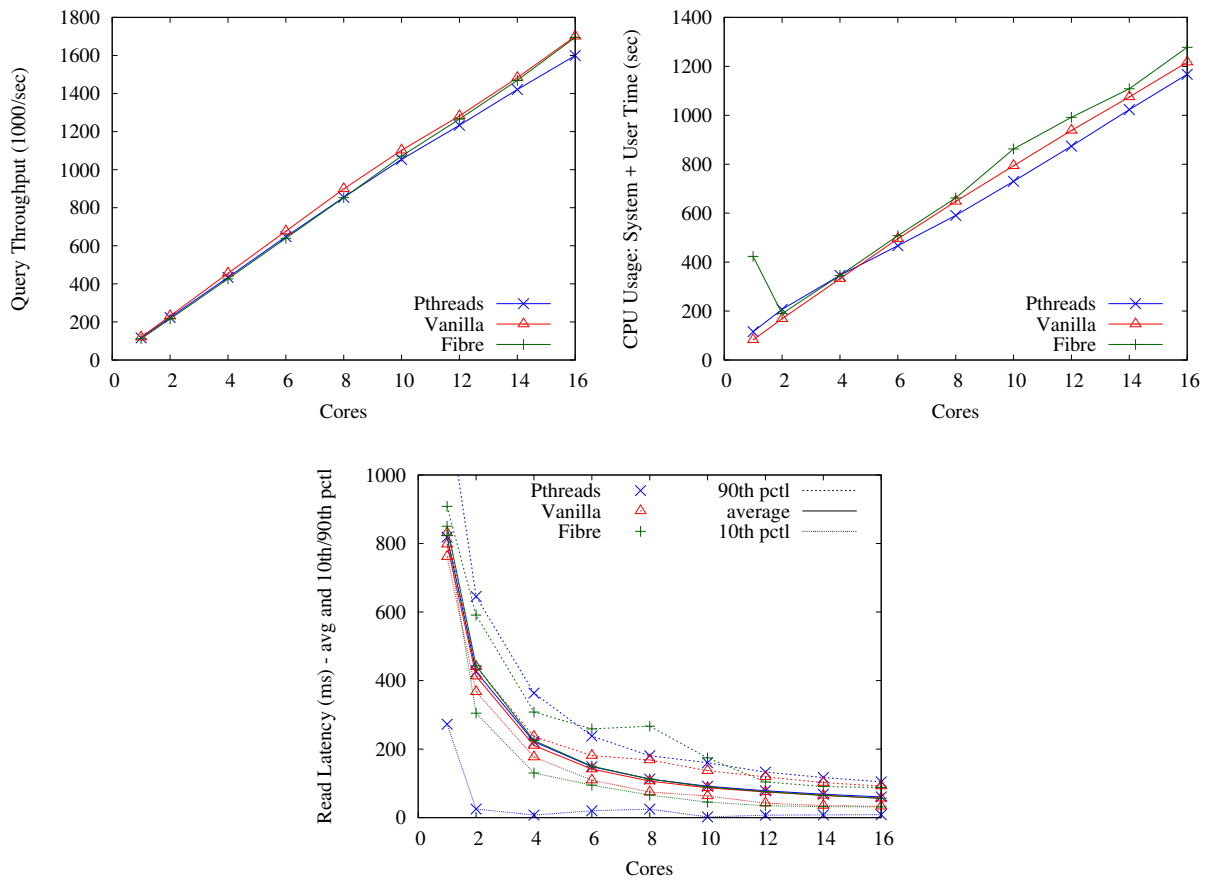 Query Throughput (1000/sec)
1800
1600
1400
1200
1000
800
600
400
200
0
0 2 4 6 8 10 12 14 16
Cores
Pthreads
Vanilla
Fibre
CPU Usage: System + User Time (sec)
1400
1200
1000
800
600
400
200
0
0 2 4 6 8 10 12 14 16
Cores
Pthreads
Vanilla
Fibre
Read Latency (ms) - avg and 10th/90th pctl
1000
800
600
400
200
0
0 2 4 6 8 10 12 14 16
Cores
Pthreads 90th pctl
Vanilla average
Fibre 10th pctl